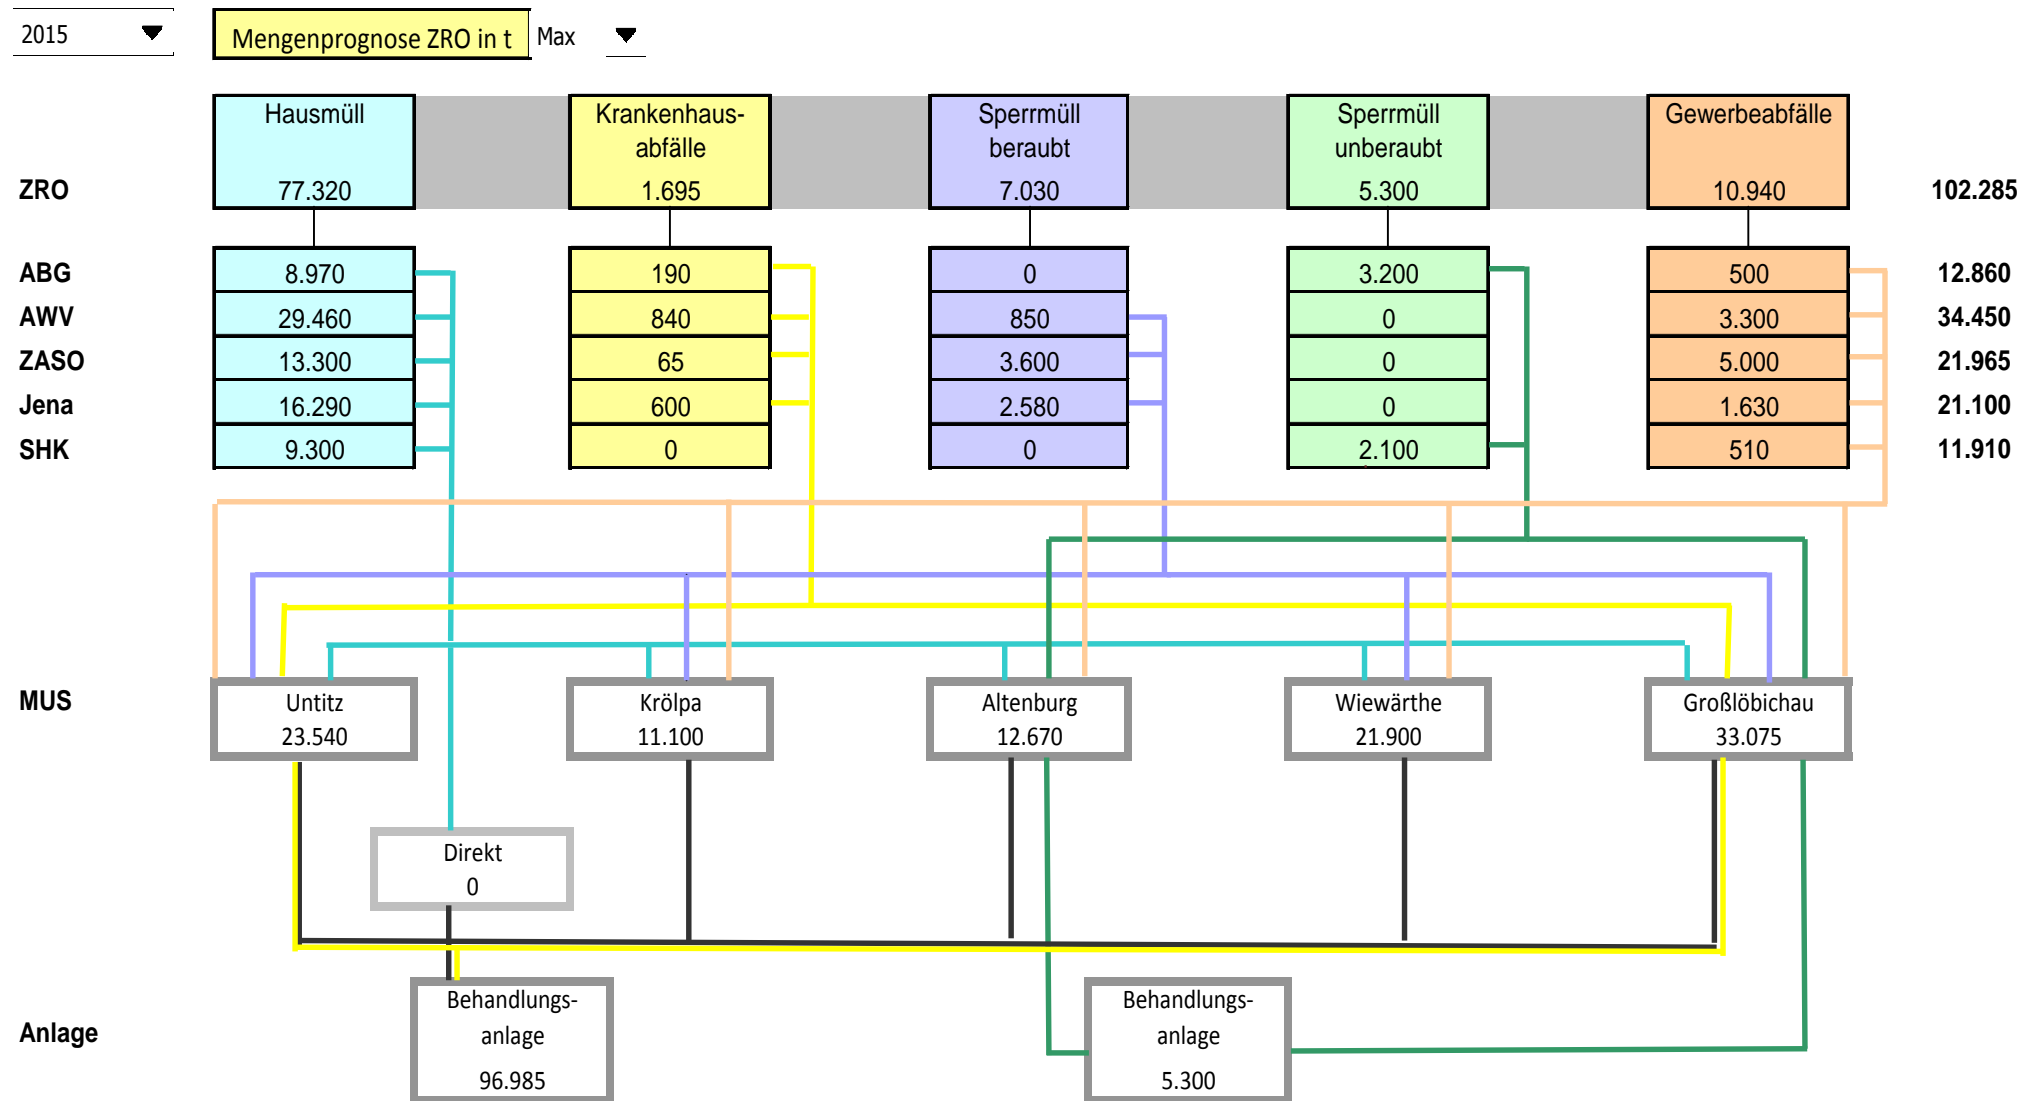 2015
Mengenprognose ZRO in t
Max
Hausmüll
Krankenhaus-
abfälle
Sperrmüll
beraubt
Sperrmüll
unberaubt
Gewerbeabfälle
ZRO 77.320 1.695 7.030 5.300 10.940 102.285
ABG 8.970 190 0 3.200 500 12.860
AWV 29.460 840 850 0 3.300 34.450
ZASO 13.300 65 3.600 0 5.000 21.965
Jena 16.290 600 2.580 0 1.630 21.100
SHK 9.300 0 0 2.100 510 11.910
MUS
Untitz
23.540
Krölpa
11.100
Altenburg
12.670
Wiewärthe
21.900
Großlöbichau
33.075
Direkt
0
Anlage
Behandlungs-
anlage
96.985
Behandlungs-
anlage
5.300